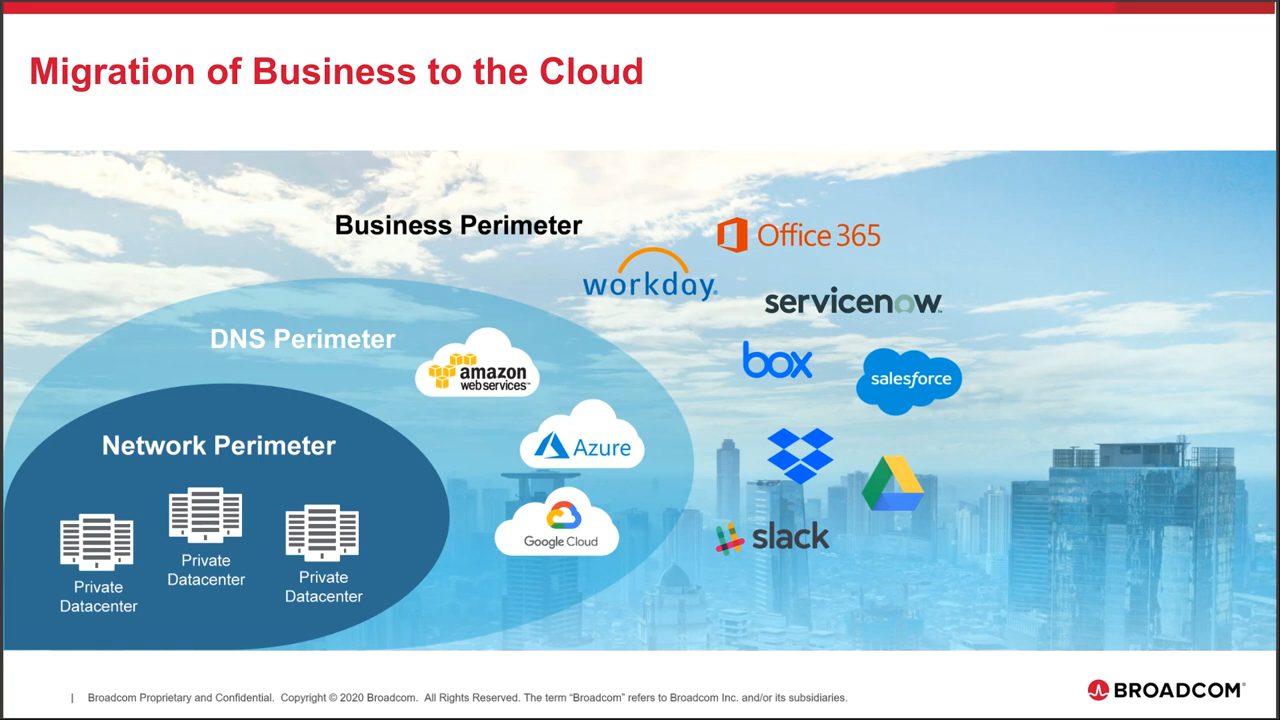 Migration of Business to the Cloud
Business Perimeter
Office 365
workday.
servicenow™
DNS Perimeter
amazon
web services™
box
salesforce
Network Perimeter
Azure
Google Cloud
slack
Private
Datacenter
Private
Datacenter
Private
Datacenter
| Broadcom Proprietary and Confidential. Copyright © 2020 Broadcom. All Rights Reserved. The term “Broadcom” refers to Broadcom Inc. and/or its subsidiaries.
BROADCOM®